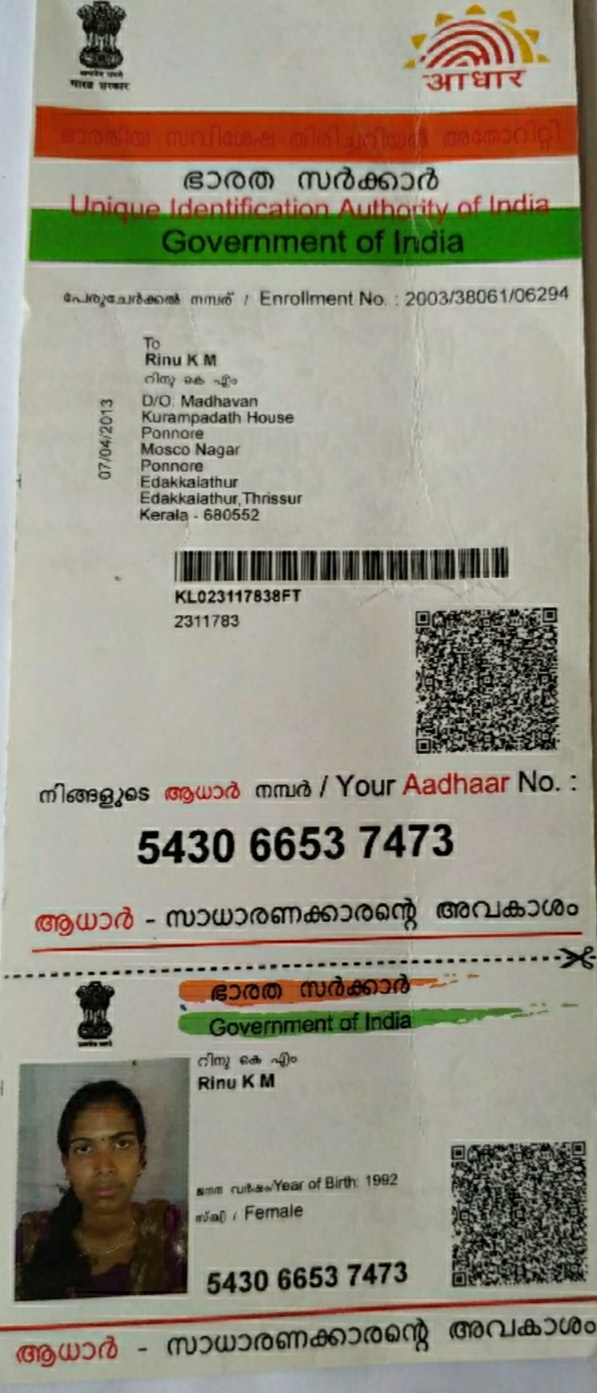 भारत सरकार
आधार
ഭാരതീയ സവിശേഷ തിരിച്ചറിയൽ അതോറിറ്റി
ഭാരത സർക്കാർ
Unique Identification Authority of India
Government of India
പേരുചേർക്കൽ നമ്പര് / Enrollment No. : 2003/38061/06294
To
Rinu K M
റിനു കെ എം
D/O: Madhavan
Kurampadath House
Ponnore
Mosco Nagar
Ponnore
Edakkalathur
Edakkalathur,Thrissur
Kerala - 680552
07/04/2013
KL023117838FT
2311783
നിങ്ങളുടെ ആധാർ നമ്പർ / Your Aadhaar No. :
5430 6653 7473
ആധാർ - സാധാരണക്കാരന്റെ അവകാശം
ഭാരത സർക്കാർ
Government of India
റിനു കെ എം
Rinu K M
ജനന വർഷം/Year of Birth: 1992
സ്ത്രീ / Female
5430 6653 7473
ആധാർ - സാധാരണക്കാരന്റെ അവകാശം